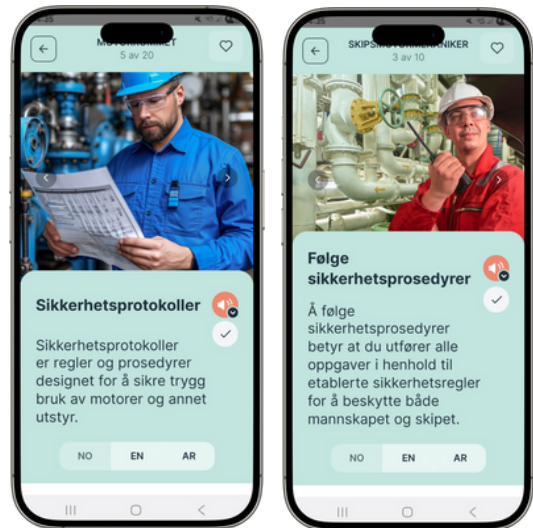 MOTORROMMET
5 av 20
Sikkerhetsprotokoller
Sikkerhetsprotokoller
er regler og prosedyrer
designet for å sikre trygg
bruk av motorer og annet
utstyr.
NO EN AR
SKIPSMOTORMEKANIKER
3 av 10
Følge
sikkerhetsprosedyrer
Å følge
sikkerhetsprosedyrer
betyr at du utfører alle
oppgaver i henhold til
etablerte sikkerhetsregler
for å beskytte både
mannskapet og skipet.
NO EN AR